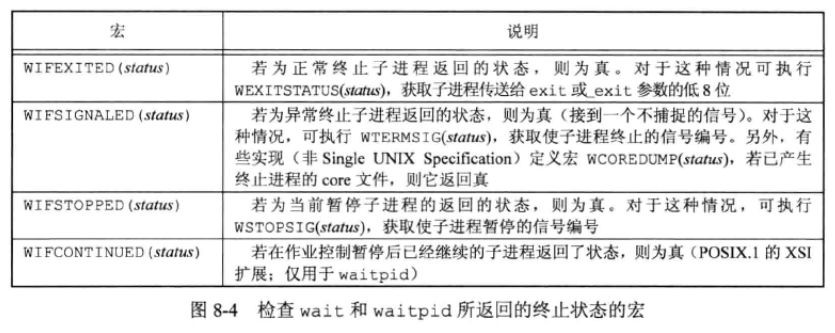 宏 说明
WIFEXITED(status) 若为正常终止子进程返回的状态，则为真。对于这种情况可执行
WEXITSTATUS(status)，获取子进程传送给 exit 或_exit 参数的低 8 位
WIFSIGNALED(status) 若为异常终止子进程返回的状态，则为真（接到一个不捕捉的信号）。对于这
种情况，可执行 WTERMSIG(status)，获取使子进程终止的信号编号。另外，有
些实现（非 Single UNIX Specification）定义宏 WCOREDUMP(status)，若已产生
终止进程的 core 文件，则它返回真
WIFSTOPPED(status) 若为当前暂停子进程的返回的状态，则为真。对于这种情况，可执行
WSTOPSIG(status)，获取使子进程暂停的信号编号
WIFCONTINUED(status) 若在作业控制暂停后已经继续的子进程返回了状态，则为真（POSIX.1 的 XSI
扩展；仅用于 waitpid）
图 8-4 检查 wait 和 waitpid 所返回的终止状态的宏